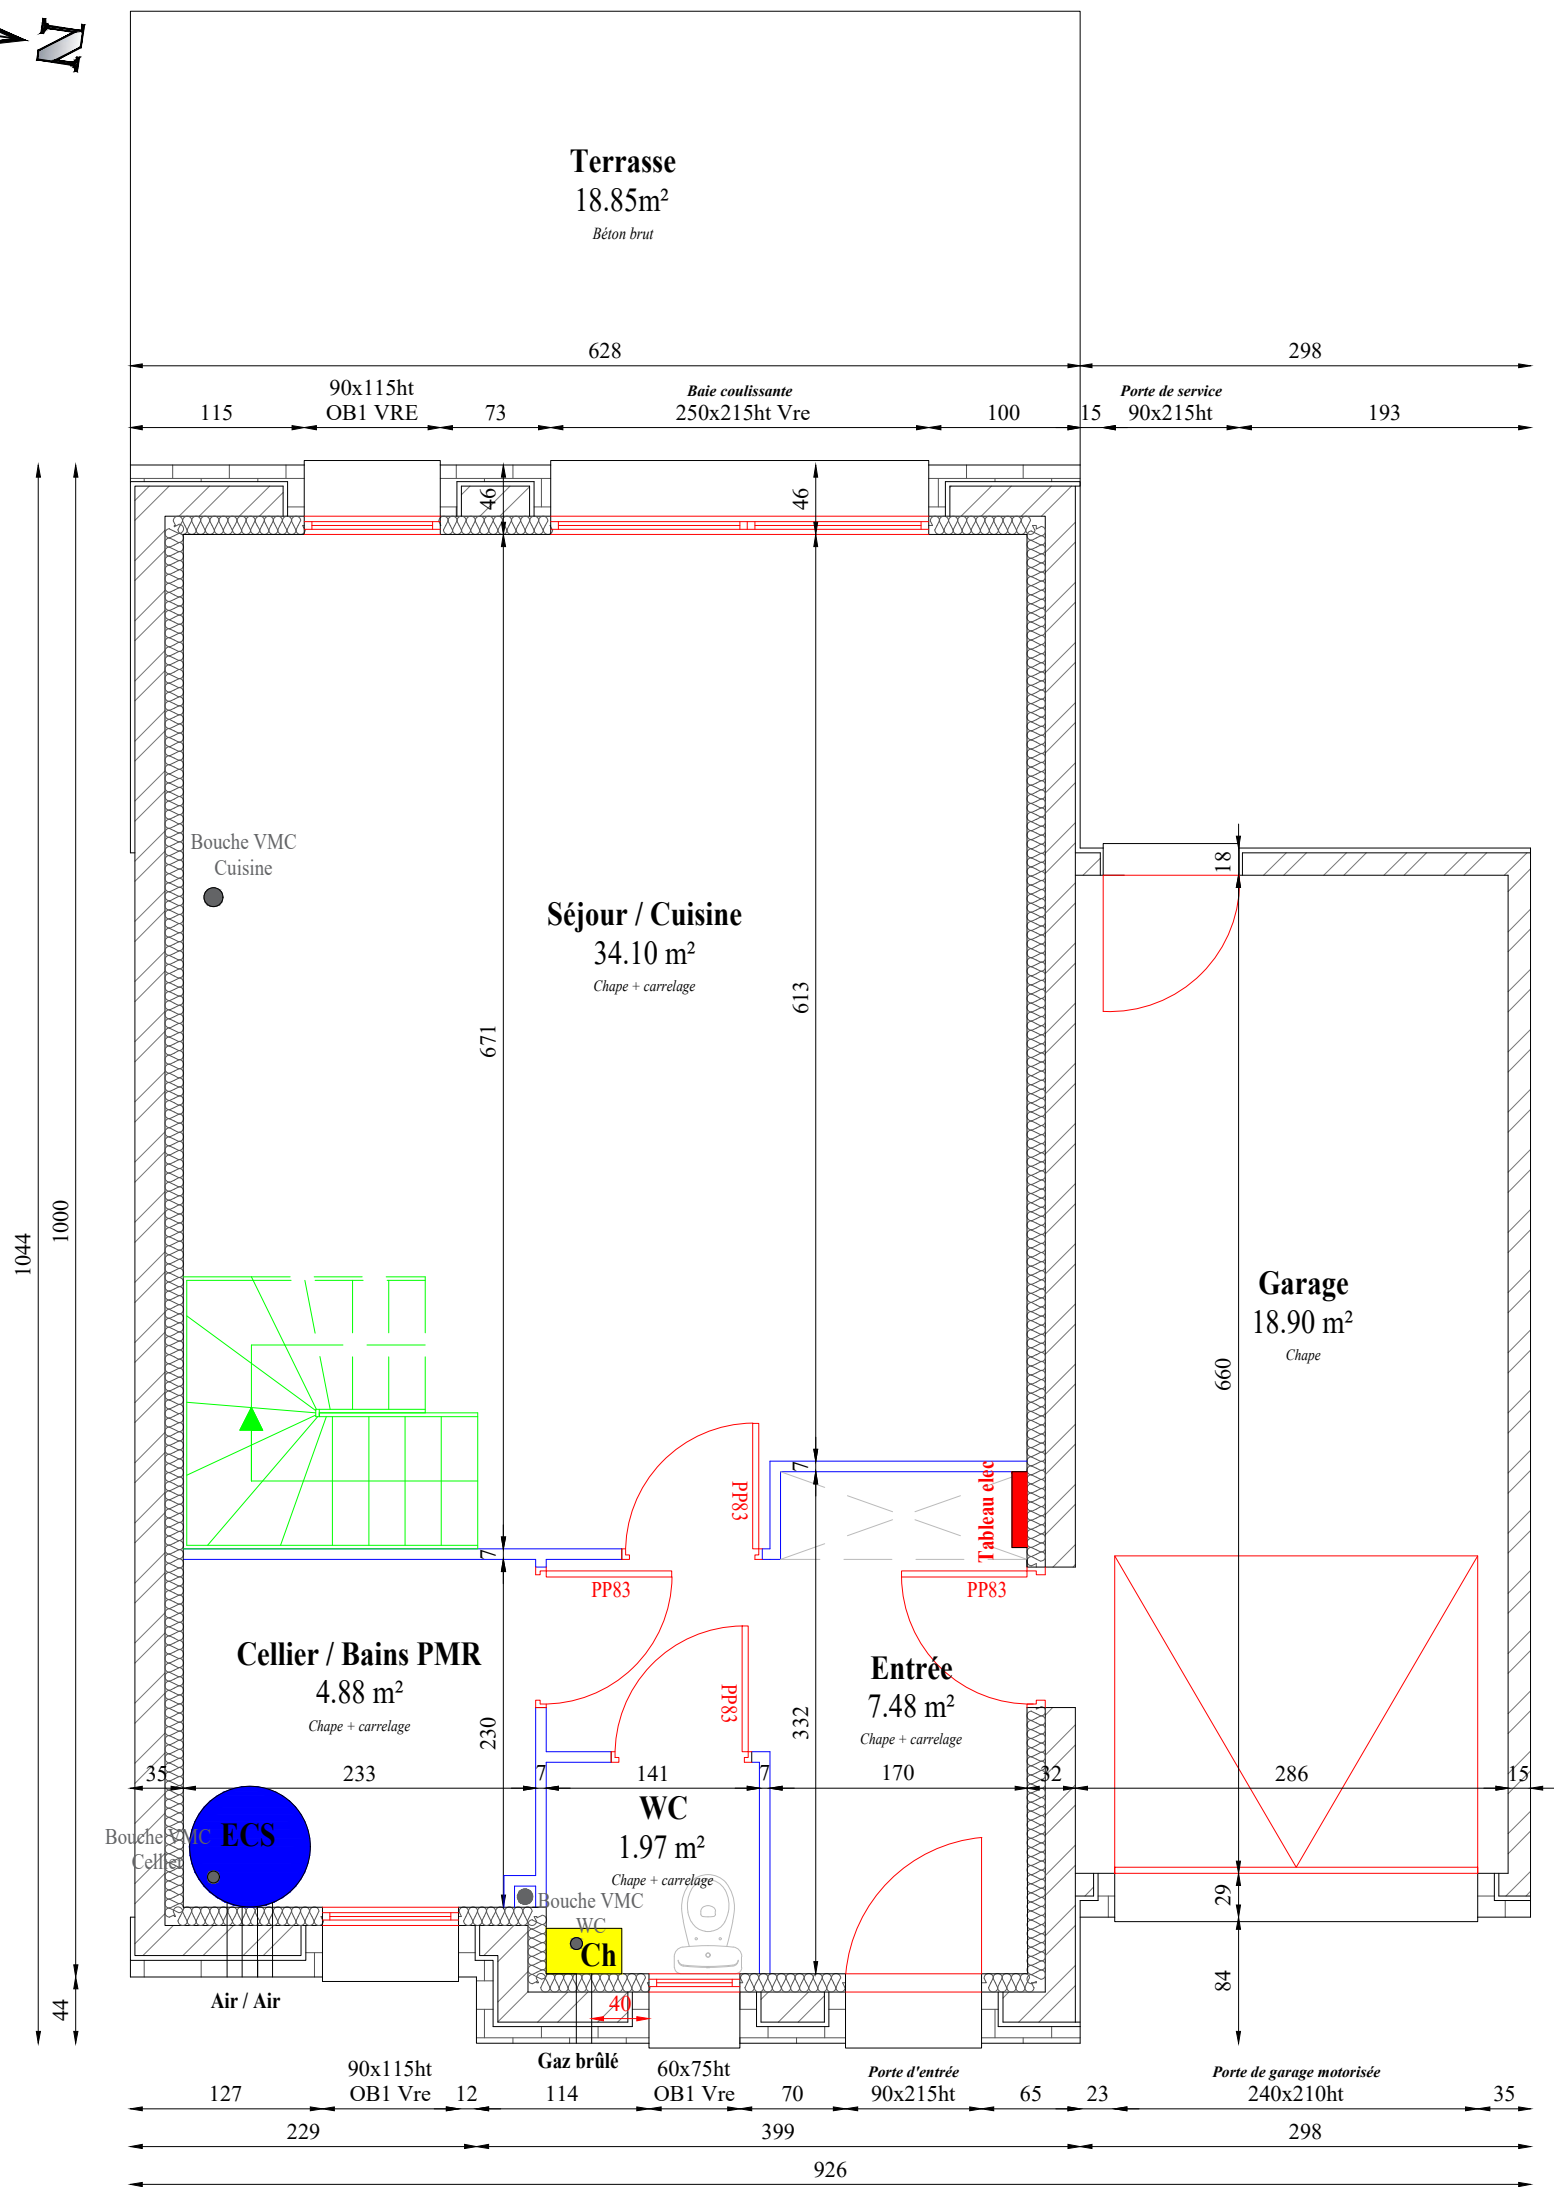 N
Terrasse
18.85m²
Béton brut
628
298
90x115ht
Baie coulissante
Porte de service
115
OB1 VRE
73
250x215ht Vre
100
15
90x215ht
193
46
46
18
Bouche VMC
Cuisine
Séjour / Cuisine
34.10 m²
Chape + carrelage
613
671
1000
1044
Garage
18.90 m²
Chape
660
7
Tableau elec
PP83
7
PP83
PP83
Cellier / Bains PMR
4.88 m²
Chape + carrelage
230
PP83
332
Entrée
7.48 m²
Chape + carrelage
35
233
7
141
7
170
32
286
15
WC
1.97 m²
Chape + carrelage
Bouche VMC
Cellier
ECS
Bouche VMC
WC
Ch
29
84
44
Air / Air
40
Gaz brûlé
90x115ht
60x75ht
Porte d'entrée
Porte de garage motorisée
127
OB1 Vre
12
114
OB1 Vre
70
90x215ht
65
23
240x210ht
35
229
399
298
926